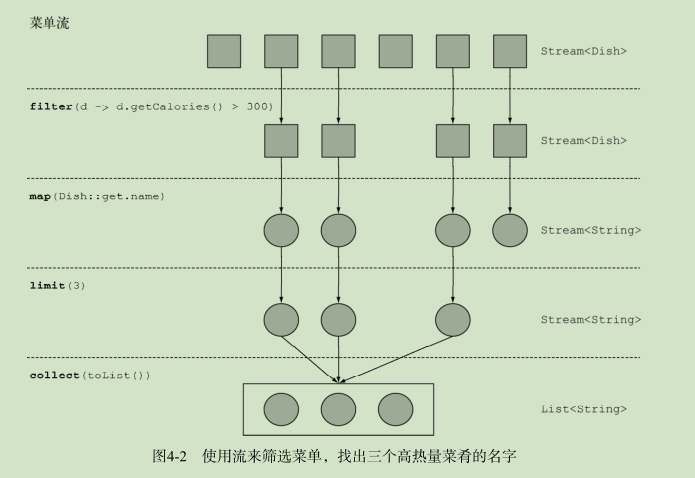 菜单流
Stream<Dish>
filter(d -> d.getCalories() > 300)
Stream<Dish>
map(Dish::get.name)
Stream<String>
limit(3)
Stream<String>
collect(toList())
List<String>
图4-2 使用流来筛选菜单，找出三个高热量菜肴的名字